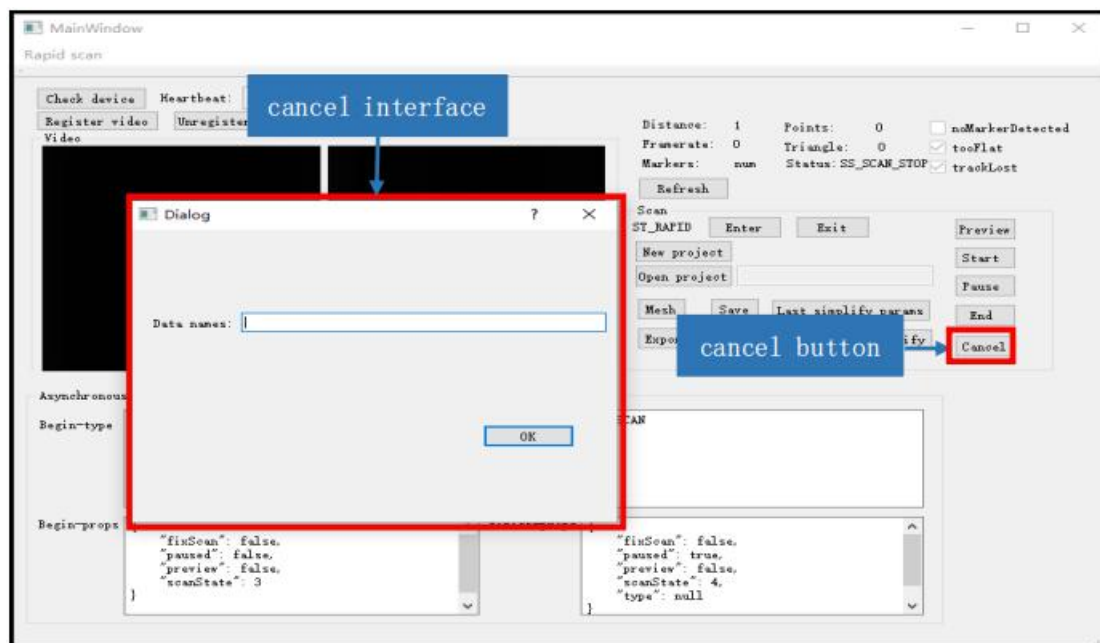 MainWindow
Rapid scan
Check device Heartbeat:
Register video
Video
cancel interface
Distance: 1 Points: 0 noMarkerDetected
Framerate: 0 Triangle: 0 tooFlat
Markers: num Status: SS_SCAN_STOP trackLost
Refresh
Scan
ST_RAPID Enter Exit Preview
New project Start
Open project Pause
Mesh Save Last simplify params End
cancel button
Cancel
Dialog ? ×
Data names:
OK
Asynchronous
Begin-type
Begin-props
"fixScan": false,
"paused": false,
"preview": false,
"scanState": 3
}
"fixScan": false,
"paused": true,
"preview": false,
"scanState": 4,
"type": null
}